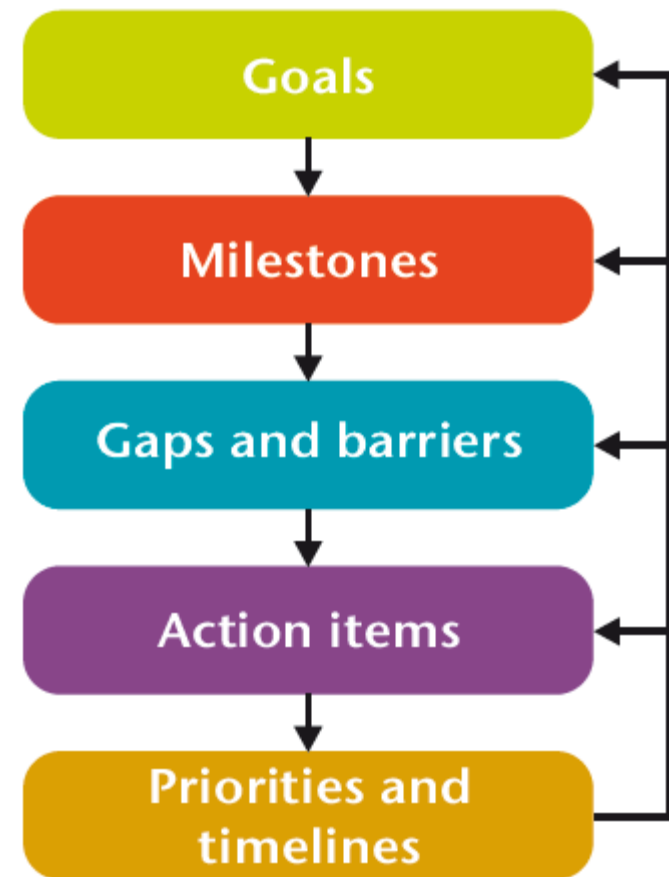 Goals
Milestones
Gaps and barriers
Action items
Priorities and
timelines